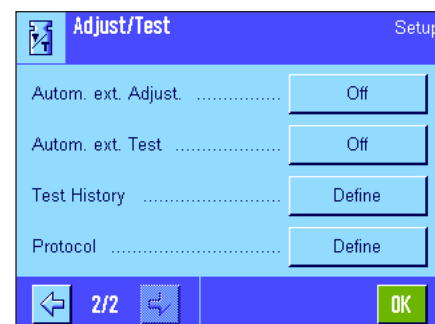 Adjust/Test Setup
Autom. ext. Adjust. ............... Off
Autom. ext. Test ................... Off
Test History ......................... Define
Protocol .............................. Define
2/2 OK